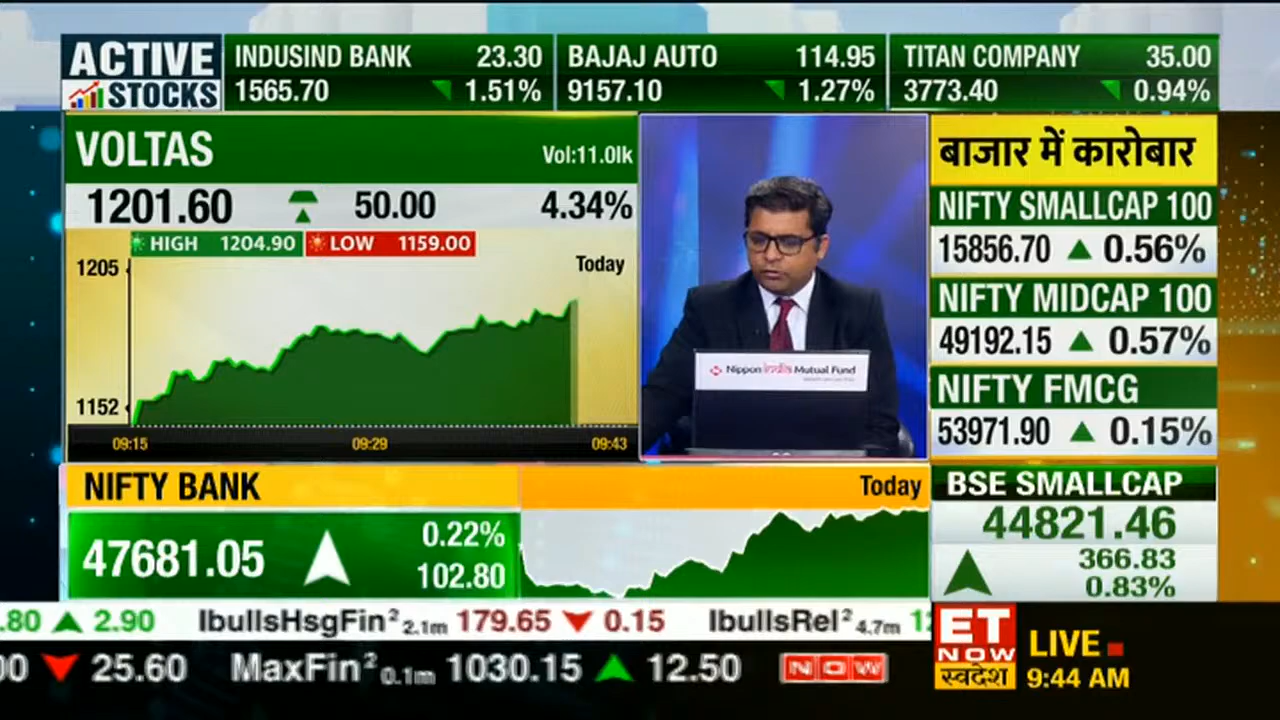 ACTIVE STOCKS
INDUSIND BANK 23.30
1565.70 1.51%
BAJAJ AUTO 114.95
9157.10 1.27%
TITAN COMPANY 35.00
3773.40 0.94%
VOLTAS Vol:11.0lk
1201.60 50.00 4.34%
HIGH 1204.90 LOW 1159.00
Today
1205
1152
09:15 09:29 09:43
Nippon india Mutual Fund
बाजार में कारोबार
NIFTY SMALLCAP 100
15856.70 ▲ 0.56%
NIFTY MIDCAP 100
49192.15 ▲ 0.57%
NIFTY FMCG
53971.90 ▲ 0.15%
NIFTY BANK Today
47681.05
0.22%
102.80
BSE SMALLCAP
44821.46
366.83
0.83%
.80 ▲ 2.90 IbullsHsgFin² 2.1m 179.65 ▼ 0.15 IbullsRel² 4.7m
25.60 MaxFin² 0.1m 1030.15 ▲ 12.50 NOW
ET NOW स्वदेश
LIVE
9:44 AM